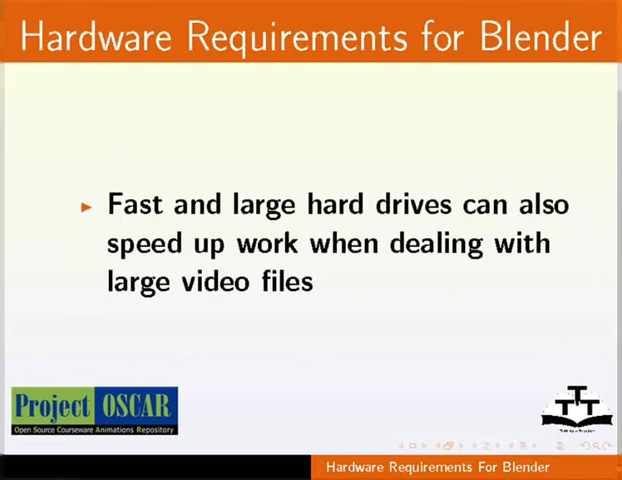 Hardware Requirements for Blender
Fast and large hard drives can also
speed up work when dealing with
large video files
Project OSCAR
Open Source Courseware Animations Repository
TTT
Hardware Requirements For Blender